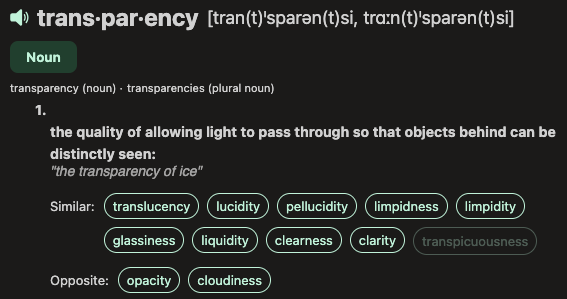 trans·par·ency [tran(t)ˈsparən(t)si, trɑːn(t)ˈsparən(t)si]
Noun
transparency (noun) · transparencies (plural noun)
1.
the quality of allowing light to pass through so that objects behind can be
distinctly seen:
"the transparency of ice"
Similar: translucency lucidity pellucidity limpidness limpidity
glassiness liquidity clearness clarity transpicuousness
Opposite: opacity cloudiness